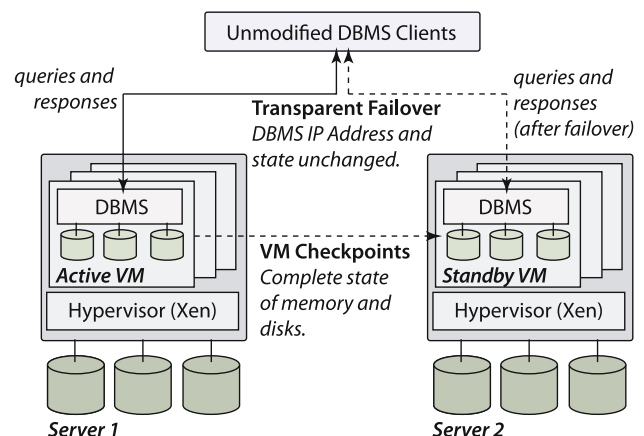 Unmodified DBMS Clients
queries and
responses
Transparent Failover
DBMS IP Address and
state unchanged.
queries and
responses
(after failover)
DBMS
Active VM
Hypervisor (Xen)
VM Checkpoints
Complete state
of memory and
disks.
DBMS
Standby VM
Hypervisor (Xen)
Server 1
Server 2